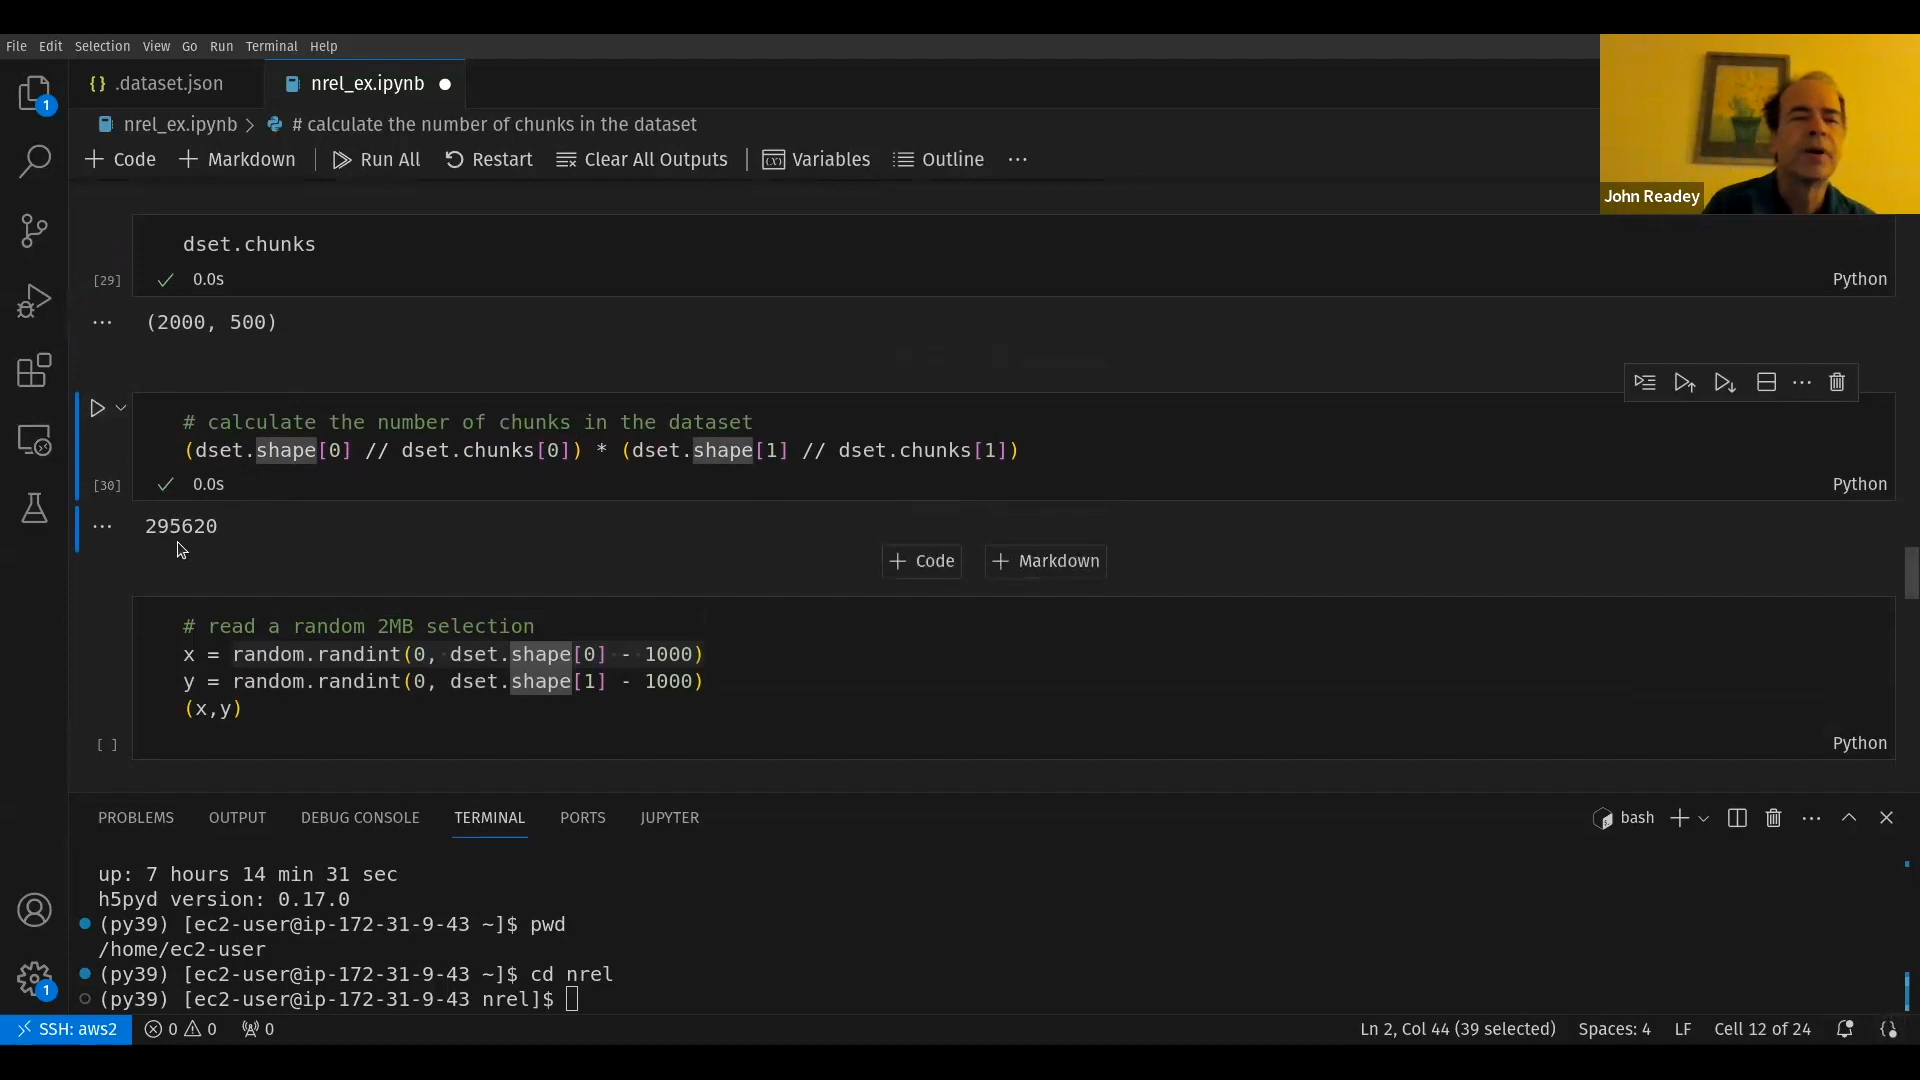 File Edit Selection View Go Run Terminal Help
{} .dataset.json nrel_ex.ipynb
nrel_ex.ipynb > # calculate the number of chunks in the dataset
+ Code + Markdown Run All Restart Clear All Outputs Variables Outline ...
John Readey
dset.chunks
[29] 0.0s Python
... (2000, 500)
# calculate the number of chunks in the dataset
(dset.shape[0] // dset.chunks[0]) * (dset.shape[1] // dset.chunks[1])
[30] 0.0s Python
... 295620
+ Code + Markdown
# read a random 2MB selection
x = random.randint(0, dset.shape[0] - 1000)
y = random.randint(0, dset.shape[1] - 1000)
(x,y)
[ ] Python
PROBLEMS OUTPUT DEBUG CONSOLE TERMINAL PORTS JUPYTER bash
up: 7 hours 14 min 31 sec
h5pyd version: 0.17.0
(py39) [ec2-user@ip-172-31-9-43 ~]$ pwd
/home/ec2-user
(py39) [ec2-user@ip-172-31-9-43 ~]$ cd nrel
(py39) [ec2-user@ip-172-31-9-43 nrel]$
1
1
SSH: aws2 0 0 0 Ln 2, Col 44 (39 selected) Spaces: 4 LF Cell 12 of 24